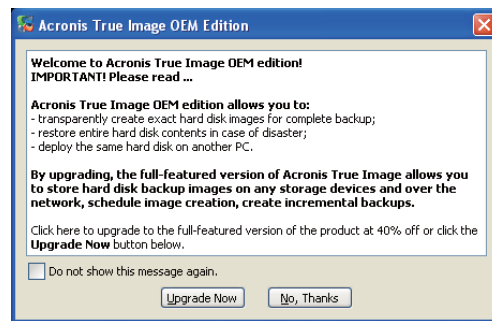 Acronis True Image OEM Edition
Welcome to Acronis True Image OEM edition!
IMPORTANT! Please read ...
Acronis True Image OEM edition allows you to:
- transparently create exact hard disk images for complete backup;
- restore entire hard disk contents in case of disaster;
- deploy the same hard disk on another PC.
By upgrading, the full-featured version of Acronis True Image allows you
to store hard disk backup images on any storage devices and over the
network, schedule image creation, create incremental backups.
Click here to upgrade to the full-featured version of the product at 40% off or click the
Upgrade Now button below.
Do not show this message again.
Upgrade Now
No, Thanks